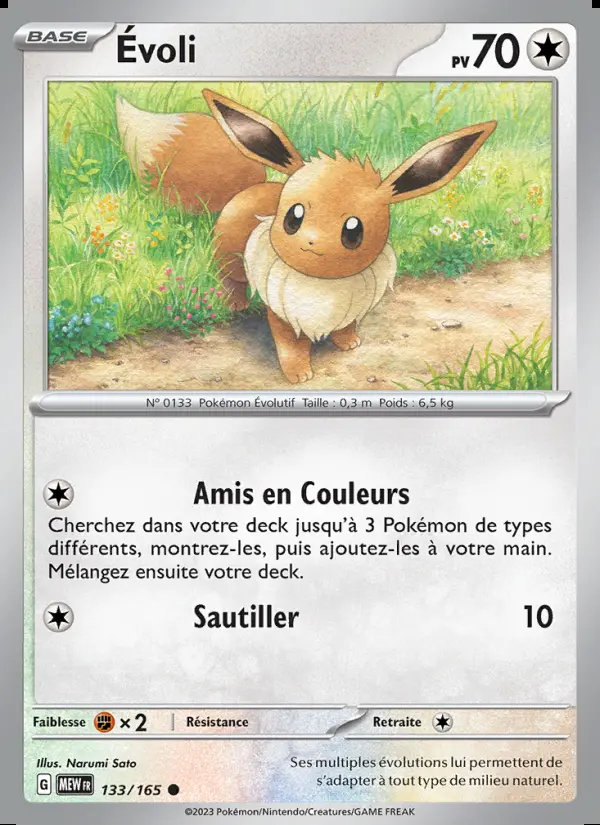 BASE Évoli PV 70
N° 0133 Pokémon Évolutif Taille : 0,3 m Poids : 6,5 kg
Amis en Couleurs
Cherchez dans votre deck jusqu'à 3 Pokémon de types
différents, montrez-les, puis ajoutez-les à votre main.
Mélangez ensuite votre deck.
Sautiller 10
Faiblesse ×2 Résistance Retraite
Illus. Narumi Sato
Ses multiples évolutions lui permettent de
s'adapter à tout type de milieu naturel.
G MEW FR 133/165
©2023 Pokémon/Nintendo/Creatures/GAME FREAK